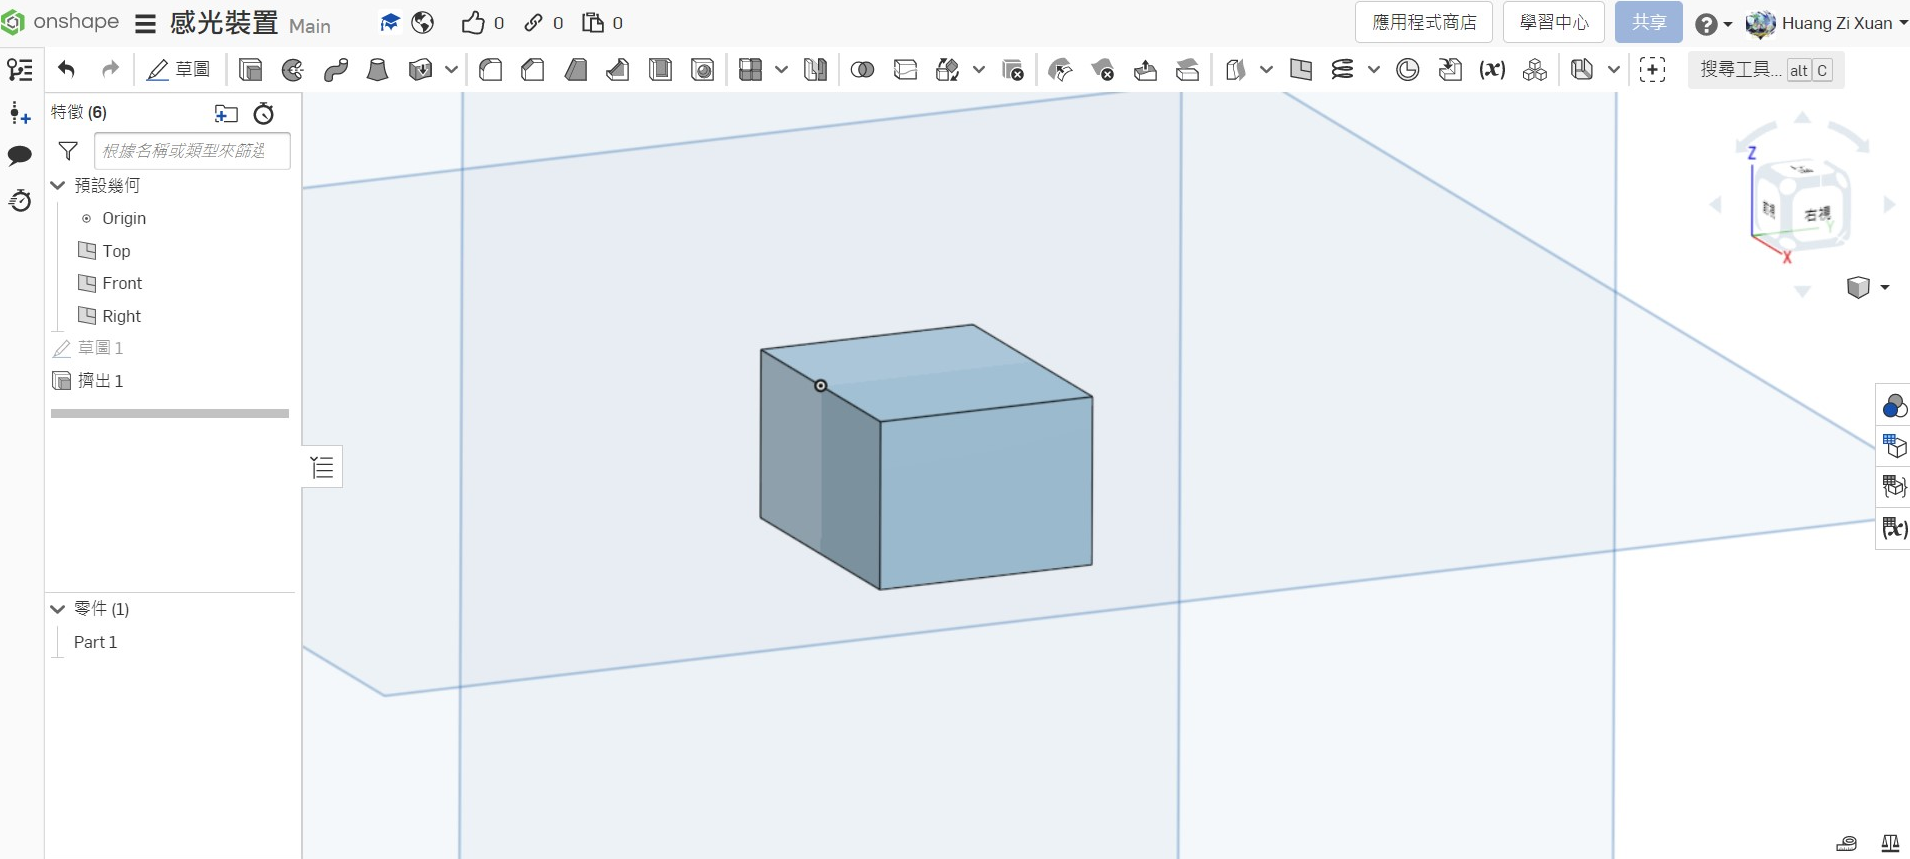 onshape 感光裝置 Main 0 0 0 應用程式商店 學習中心 共享 Huang Zi Xuan
草圖 搜尋工具... alt C
特徵 (6)
根據名稱或類型來篩選
預設幾何
Origin
Top
Front
Right
草圖 1
擠出 1
零件 (1)
Part 1
Z
右視
Y
X